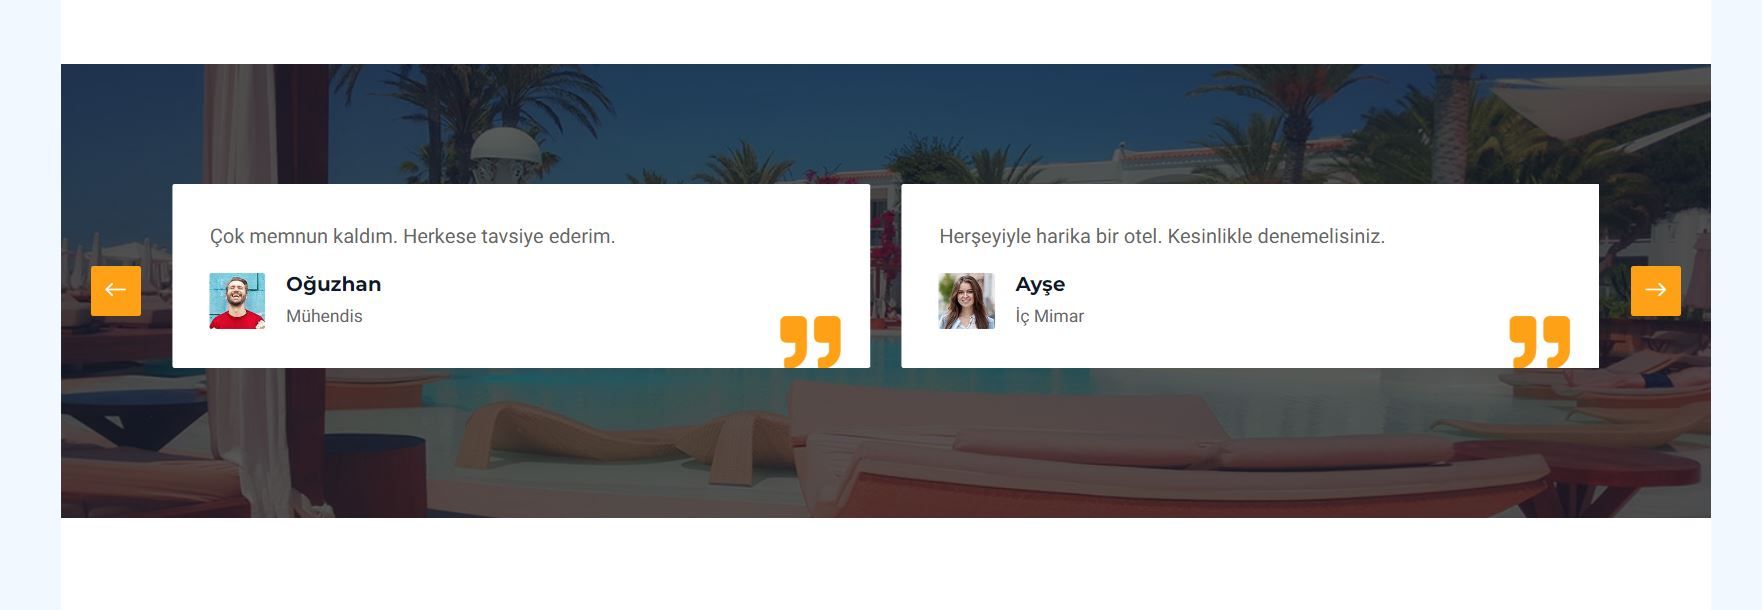 Çok memnun kaldım. Herkese tavsiye ederim.
Oğuzhan
Mühendis
Herşeyiyle harika bir otel. Kesinlikle denemelisiniz.
Ayşe
İç Mimar